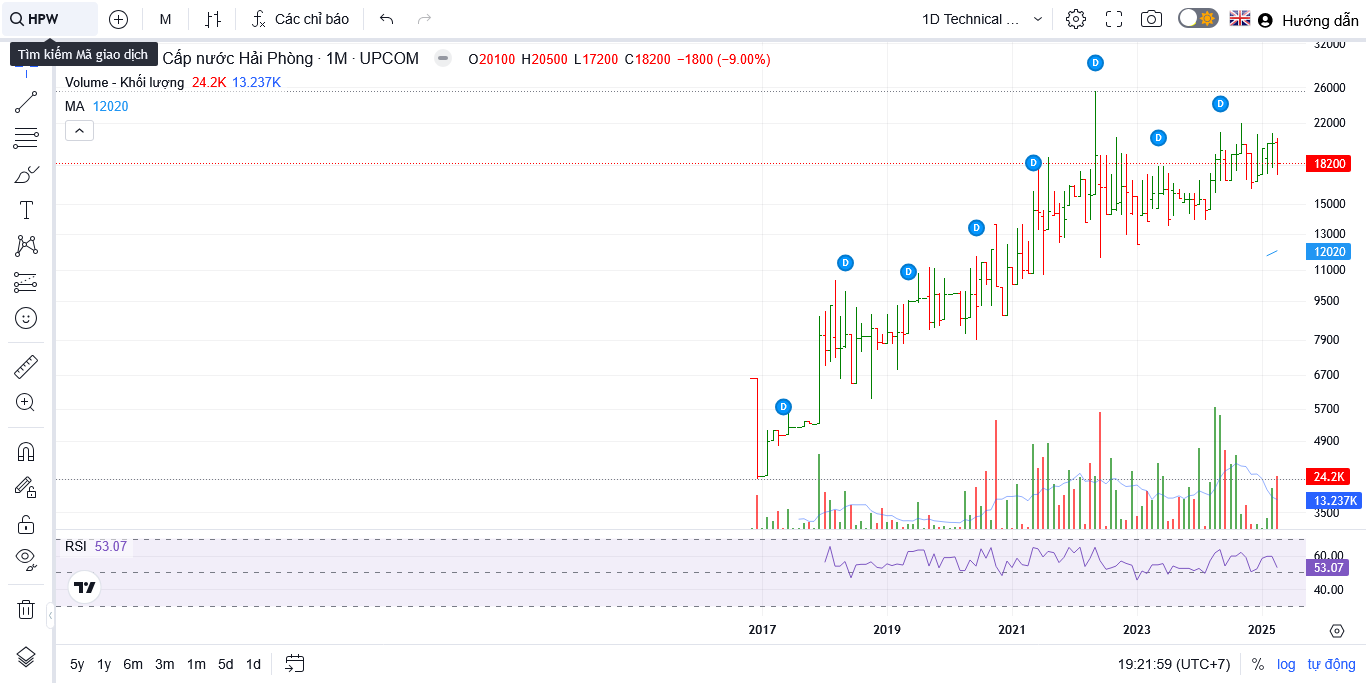 HPW
M
Các chỉ báo
1D Technical ...
Hướng dẫn
Tìm kiếm Mã giao dịch
Cấp nước Hải Phòng · 1M · UPCOM
O20100 H20500 L17200 C18200 −1800 (−9.00%)
Volume - Khối lượng 24.2K 13.237K
MA 12020
D
D
D
D
D
D
D
D
32000
26000
22000
18200
15000
13000
12020
11000
9500
7900
6700
5700
4900
24.2K
13.237K
3500
RSI 53.07
60.00
53.07
40.00
2017 2019 2021 2023 2025
5y 1y 6m 3m 1m 5d 1d
19:21:59 (UTC+7) % log tự động